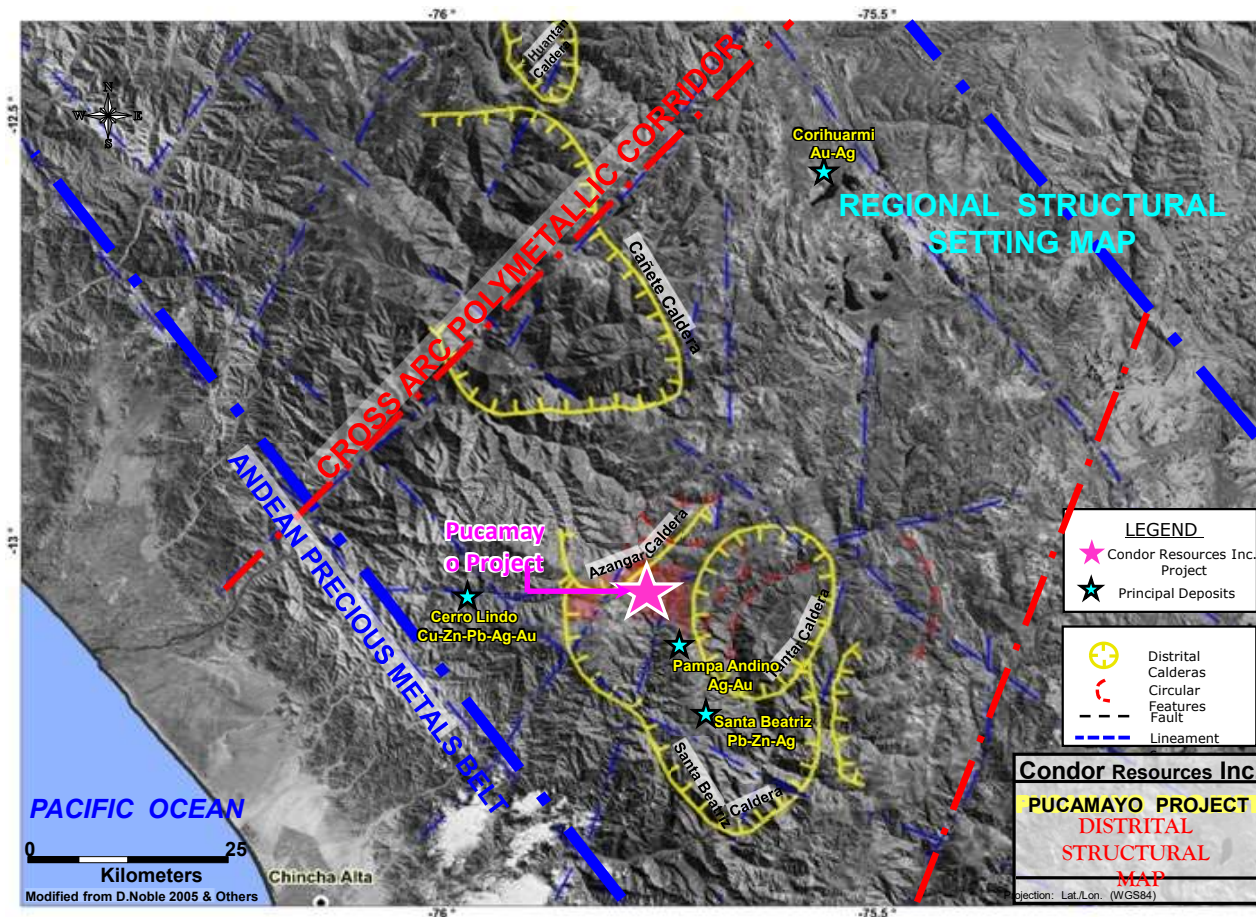 -76°
-75.5°
-12.5°
N
W E
S
Huantan
Caldera
CROSS ARC POLYMETALLIC CORRIDOR
Corihuarmi
Au-Ag
REGIONAL STRUCTURAL
SETTING MAP
Cañete Caldera
ANDEAN PRECIOUS METALS BELT
-13°
Pucamay
o Project
Azangar Caldera
Cerro Lindo
Cu-Zn-Pb-Ag-Au
Caldera
Pampa Andino
Ag-Au
Santa Beatriz
Pb-Zn-Ag
Santa Beatriz Caldera
LEGEND
Condor Resources Inc.
Project
Principal Deposits
Distrital
Calderas
Circular
Features
Fault
Lineament
Condor Resources Inc
PUCAMAYO PROJECT
DISTRITAL
STRUCTURAL
MAP
Projection: Lat./Lon. (WGS84)
PACIFIC OCEAN
0 25
Kilometers
Modified from D.Noble 2005 & Others
Chincha Alta
-76°
-75.5°